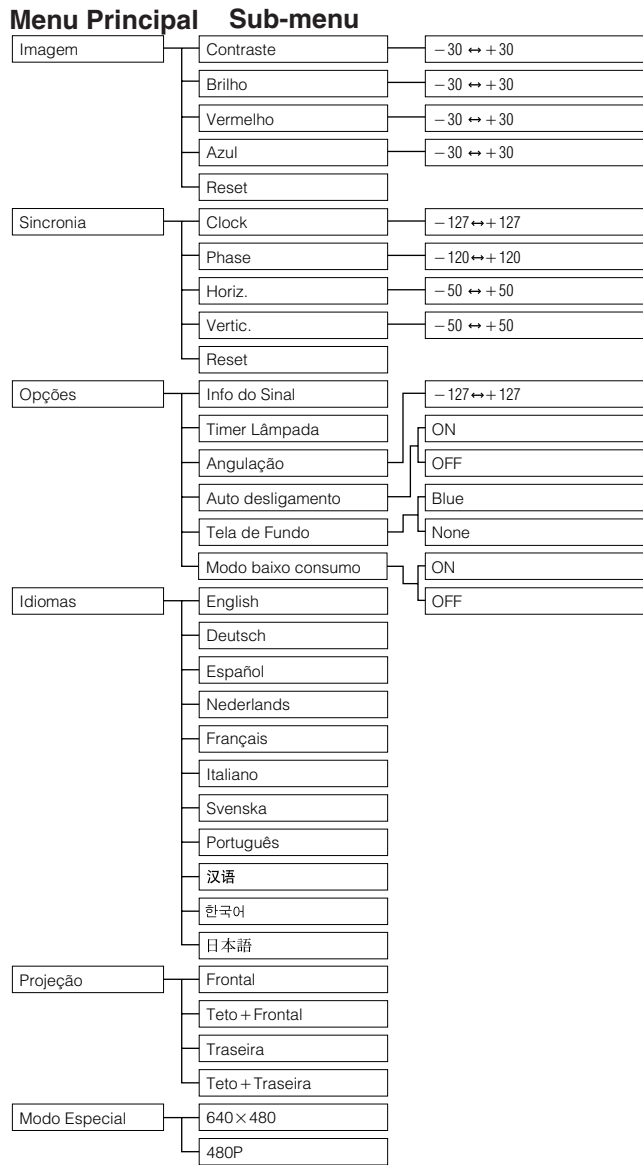 Menu Principal Sub-menu
Imagem Contraste −30 ↔ +30
Brilho −30 ↔ +30
Vermelho −30 ↔ +30
Azul −30 ↔ +30
Reset
Sincronia Clock −127↔+127
Phase −120↔+120
Horiz. −50 ↔ +50
Vertic. −50 ↔ +50
Reset
Opções Info do Sinal −127↔+127
Timer Lâmpada ON
Angulação OFF
Auto desligamento Blue
Tela de Fundo None
Modo baixo consumo ON
Idiomas English OFF
Deutsch
Español
Nederlands
Français
Italiano
Svenska
Português
汉语
한국어
日本語
Projeção Frontal
Teto+Frontal
Traseira
Teto+Traseira
Modo Especial 640×480
480P